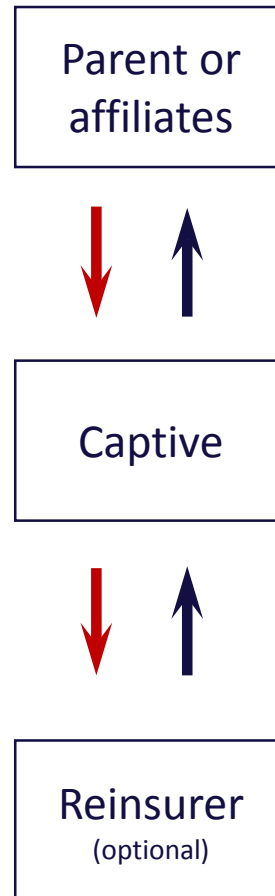 Parent or
affiliates
Captive
Reinsurer
(optional)